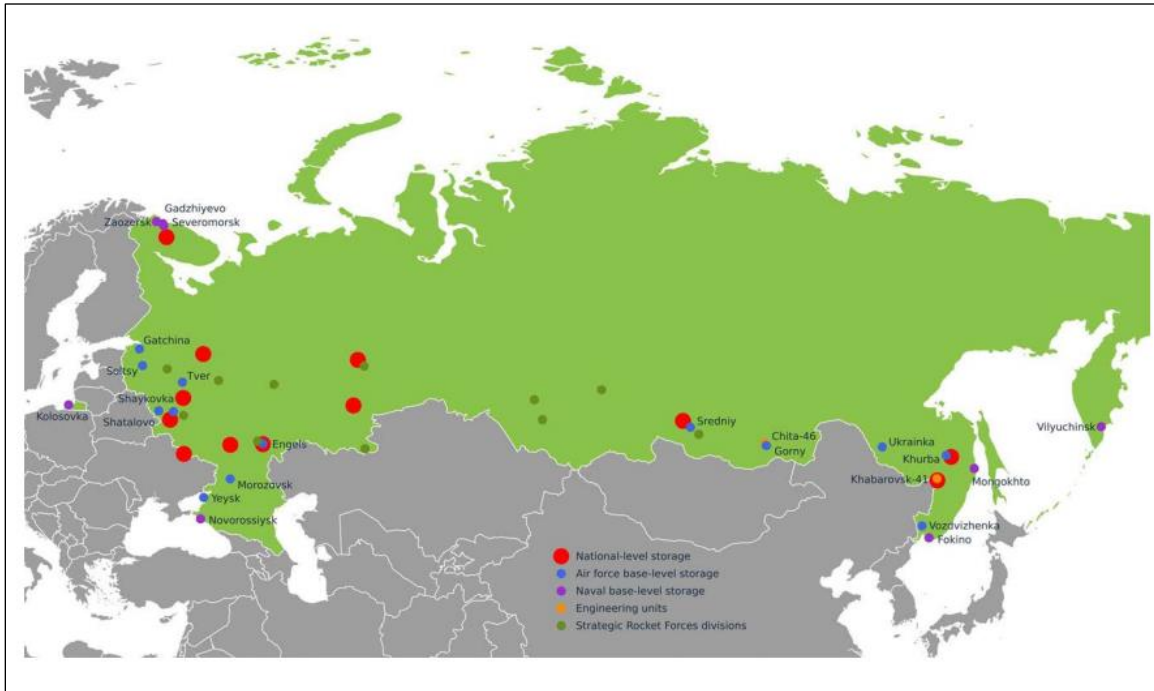 Gadzhiyevo
Zaozersk
Severomorsk
Gatchina
Soltsy
Tver
Shaykovka
Kolosovka
Shatalovo
Engels
Morozovsk
Yeysk
Novorossiysk
Sredniy
Chita-46
Gorny
Ukrainka
Khurba
Vilyuchinsk
Mongokhto
Khabarovsk-41
Vozdvizhenka
Fokino
National-level storage
Air force base-level storage
Naval base-level storage
Engineering units
Strategic Rocket Forces divisions